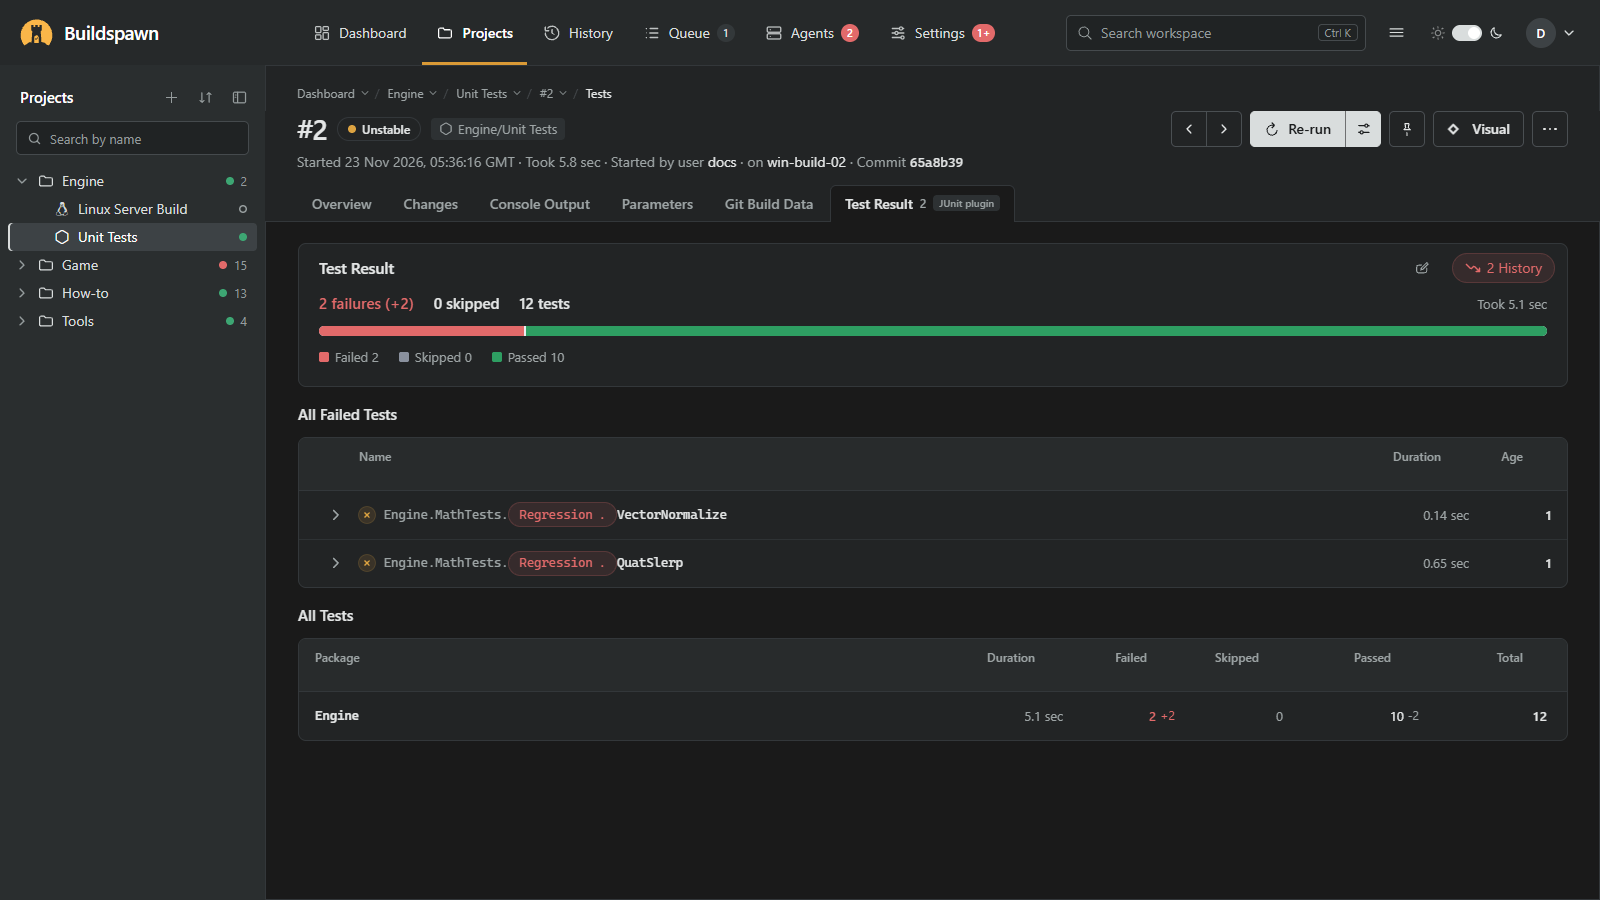 Buildspawn
Dashboard
Projects
History
Queue 1
Agents 2
Settings 1+
Search workspace Ctrl K
D
Projects
Search by name
Engine 2
Linux Server Build
Unit Tests
Game 15
How-to 13
Tools 4
Dashboard / Engine / Unit Tests / #2 / Tests
#2 Unstable Engine/Unit Tests
Re-run
Visual
Started 23 Nov 2026, 05:36:16 GMT · Took 5.8 sec · Started by user docs · on win-build-02 · Commit 65a8b39
Overview
Changes
Console Output
Parameters
Git Build Data
Test Result 2 JUnit plugin
Test Result
2 History
2 failures (+2) 0 skipped 12 tests
Took 5.1 sec
Failed 2 Skipped 0 Passed 10
All Failed Tests
Name Duration Age
Engine.MathTests. Regression . VectorNormalize 0.14 sec 1
Engine.MathTests. Regression . QuatSlerp 0.65 sec 1
All Tests
Package Duration Failed Skipped Passed Total
Engine 5.1 sec 2 +2 0 10 -2 12